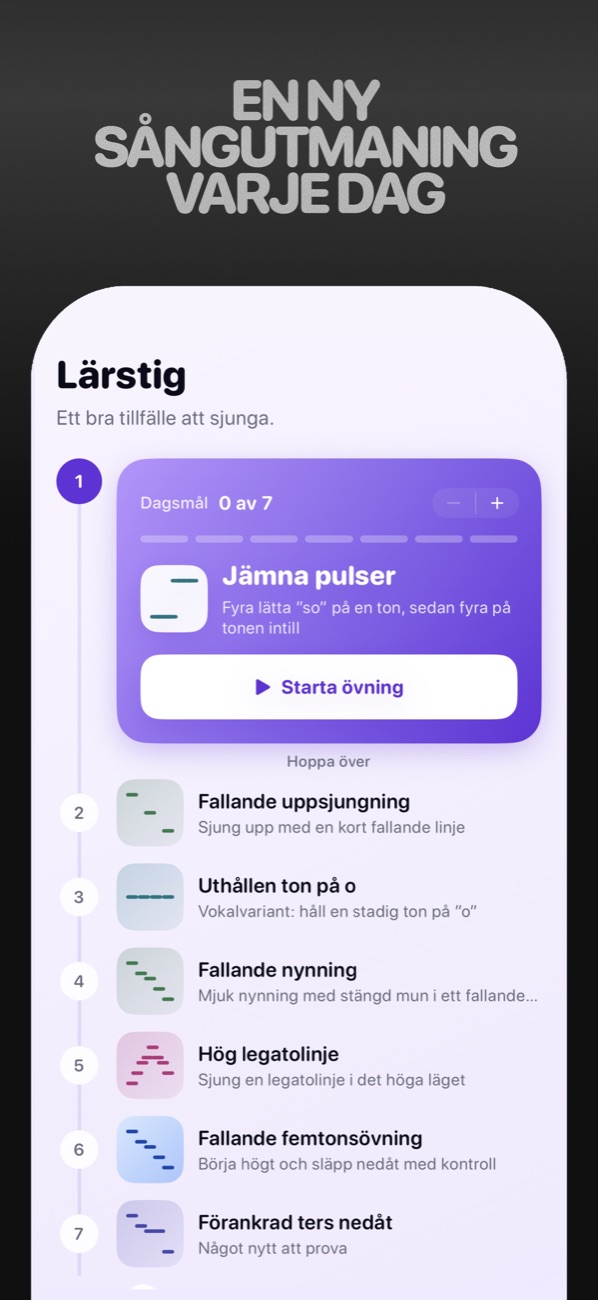 EN NY
SÅNGUTMANING
VARJE DAG
Lärstig
Ett bra tillfälle att sjunga.
1
Dagsmål 0 av 7
− +
Jämna pulser
Fyra lätta ”so” på en ton, sedan fyra på
tonen intill
Starta övning
Hoppa över
2
Fallande uppsjungning
Sjung upp med en kort fallande linje
3
Uthållen ton på o
Vokalvariant: håll en stadig ton på ”o”
4
Fallande nynning
Mjuk nynning med stängd mun i ett fallande...
5
Hög legatolinje
Sjung en legatolinje i det höga läget
6
Fallande femtonsövning
Börja högt och släpp nedåt med kontroll
7
Förankrad ters nedåt
Något nytt att prova